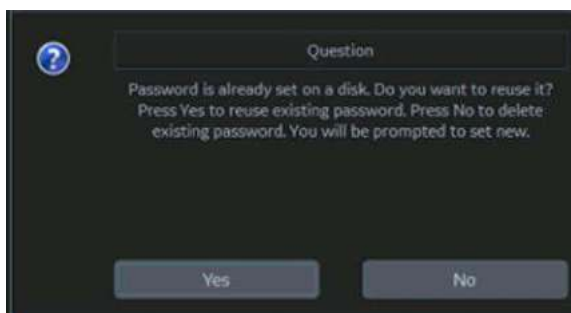 Question
Password is already set on a disk. Do you want to reuse it?
Press Yes to reuse existing password. Press No to delete
existing password. You will be prompted to set new.
Yes
No